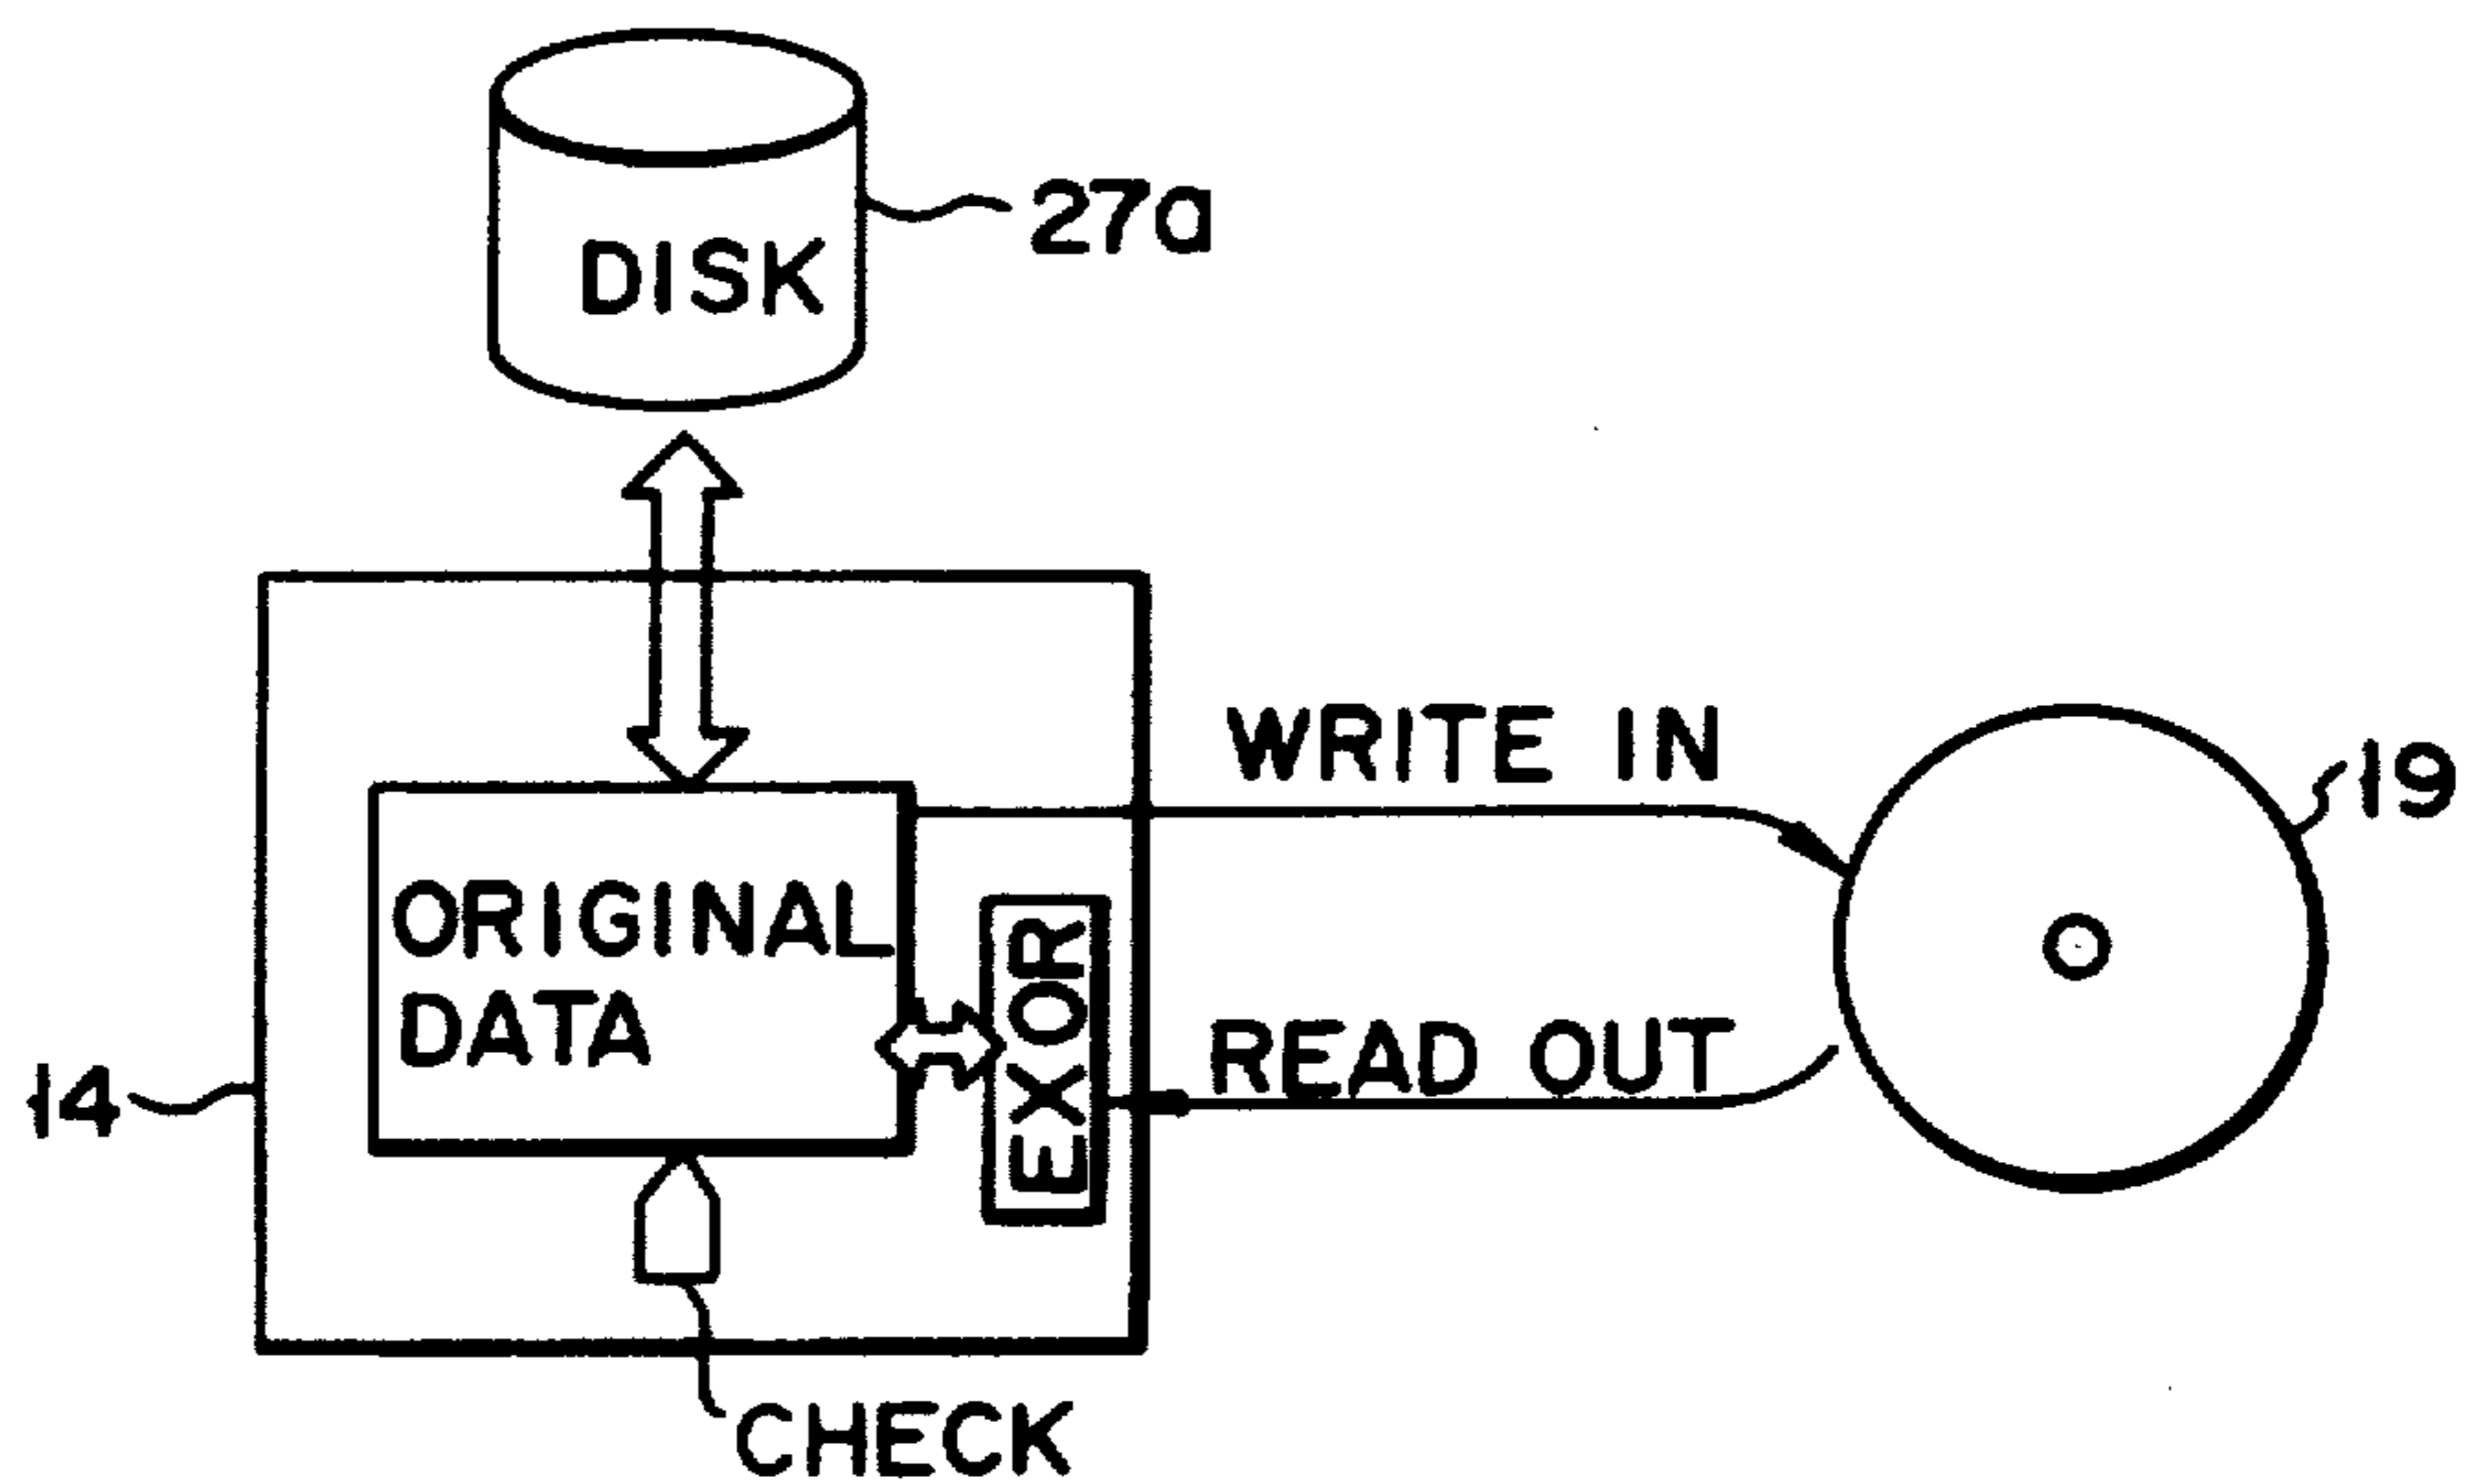 27a
DISK
WRITE IN
19
ORIGINAL
DATA
EXOR
READ OUT
14
CHECK